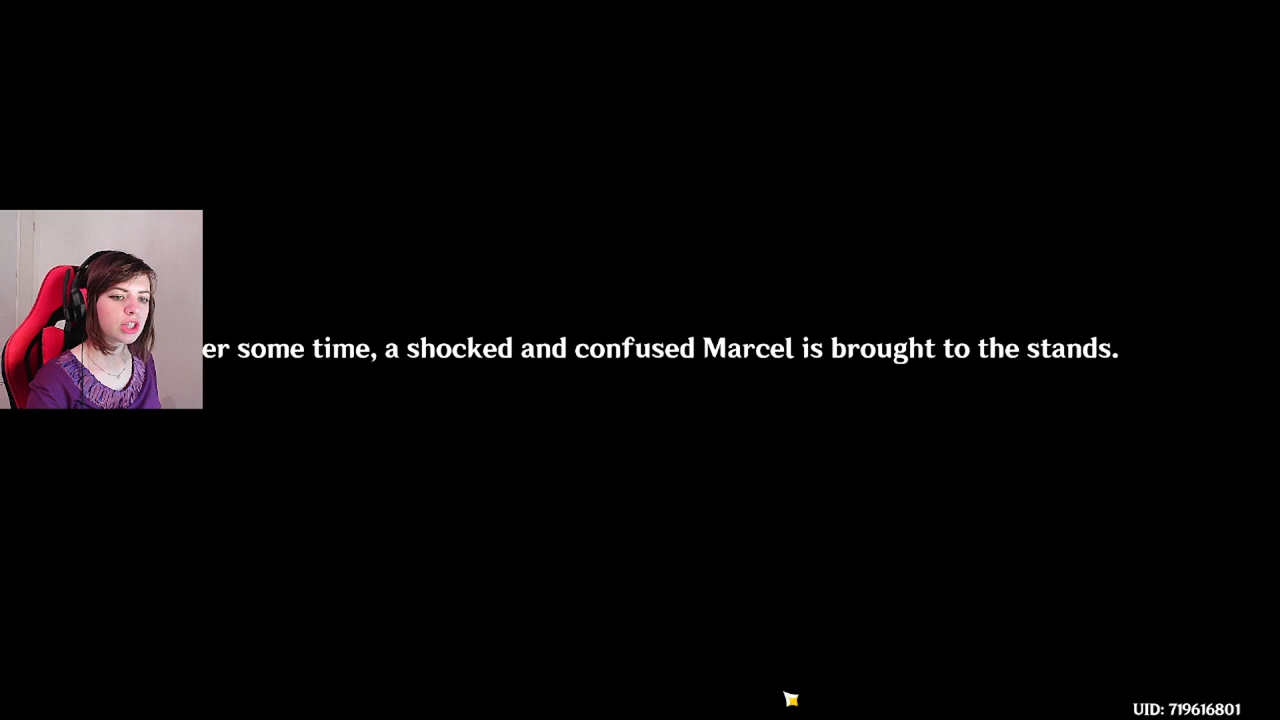 er some time, a shocked and confused Marcel is brought to the stands.
UID: 719616801